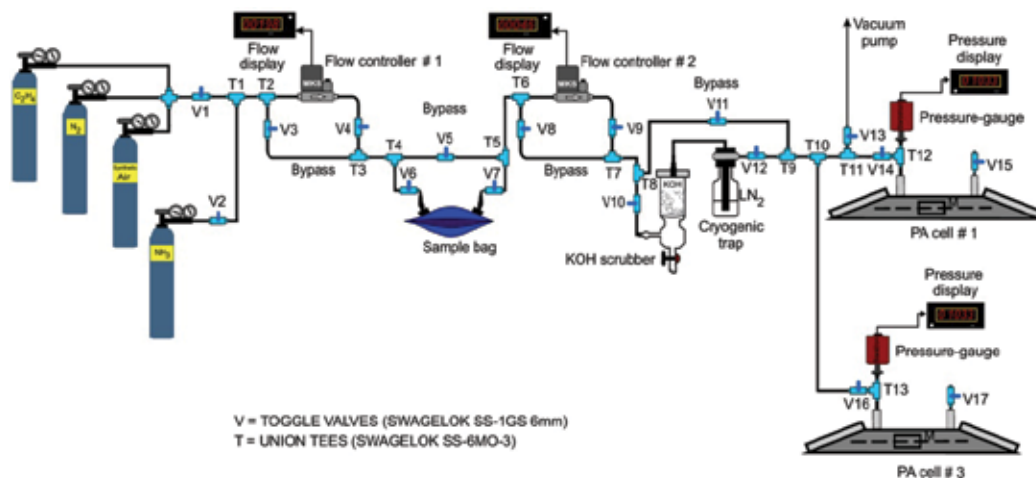 Flow
display
Flow controller # 1
Flow
display
Flow controller # 2
Vacuum
pump
Pressure
display
Pressure-gauge
C2H4
N2
Synthetic
Air
NH3
V1
V2
T1
T2
V3
V4
Bypass
T3
T4
Bypass
V5
V6
V7
T5
T6
Sample bag
V8
V9
Bypass
T7
T8
V10
Bypass
V11
KOH
KOH scrubber
V12
LN2
Cryogenic
trap
T9
T10
V13
T11
V14
T12
V15
M
PA cell # 1
Pressure
display
Pressure-gauge
V16
T13
V17
M
PA cell # 3
V = TOGGLE VALVES (SWAGELOK SS-1GS 6mm)
T = UNION TEES (SWAGELOK SS-6MO-3)